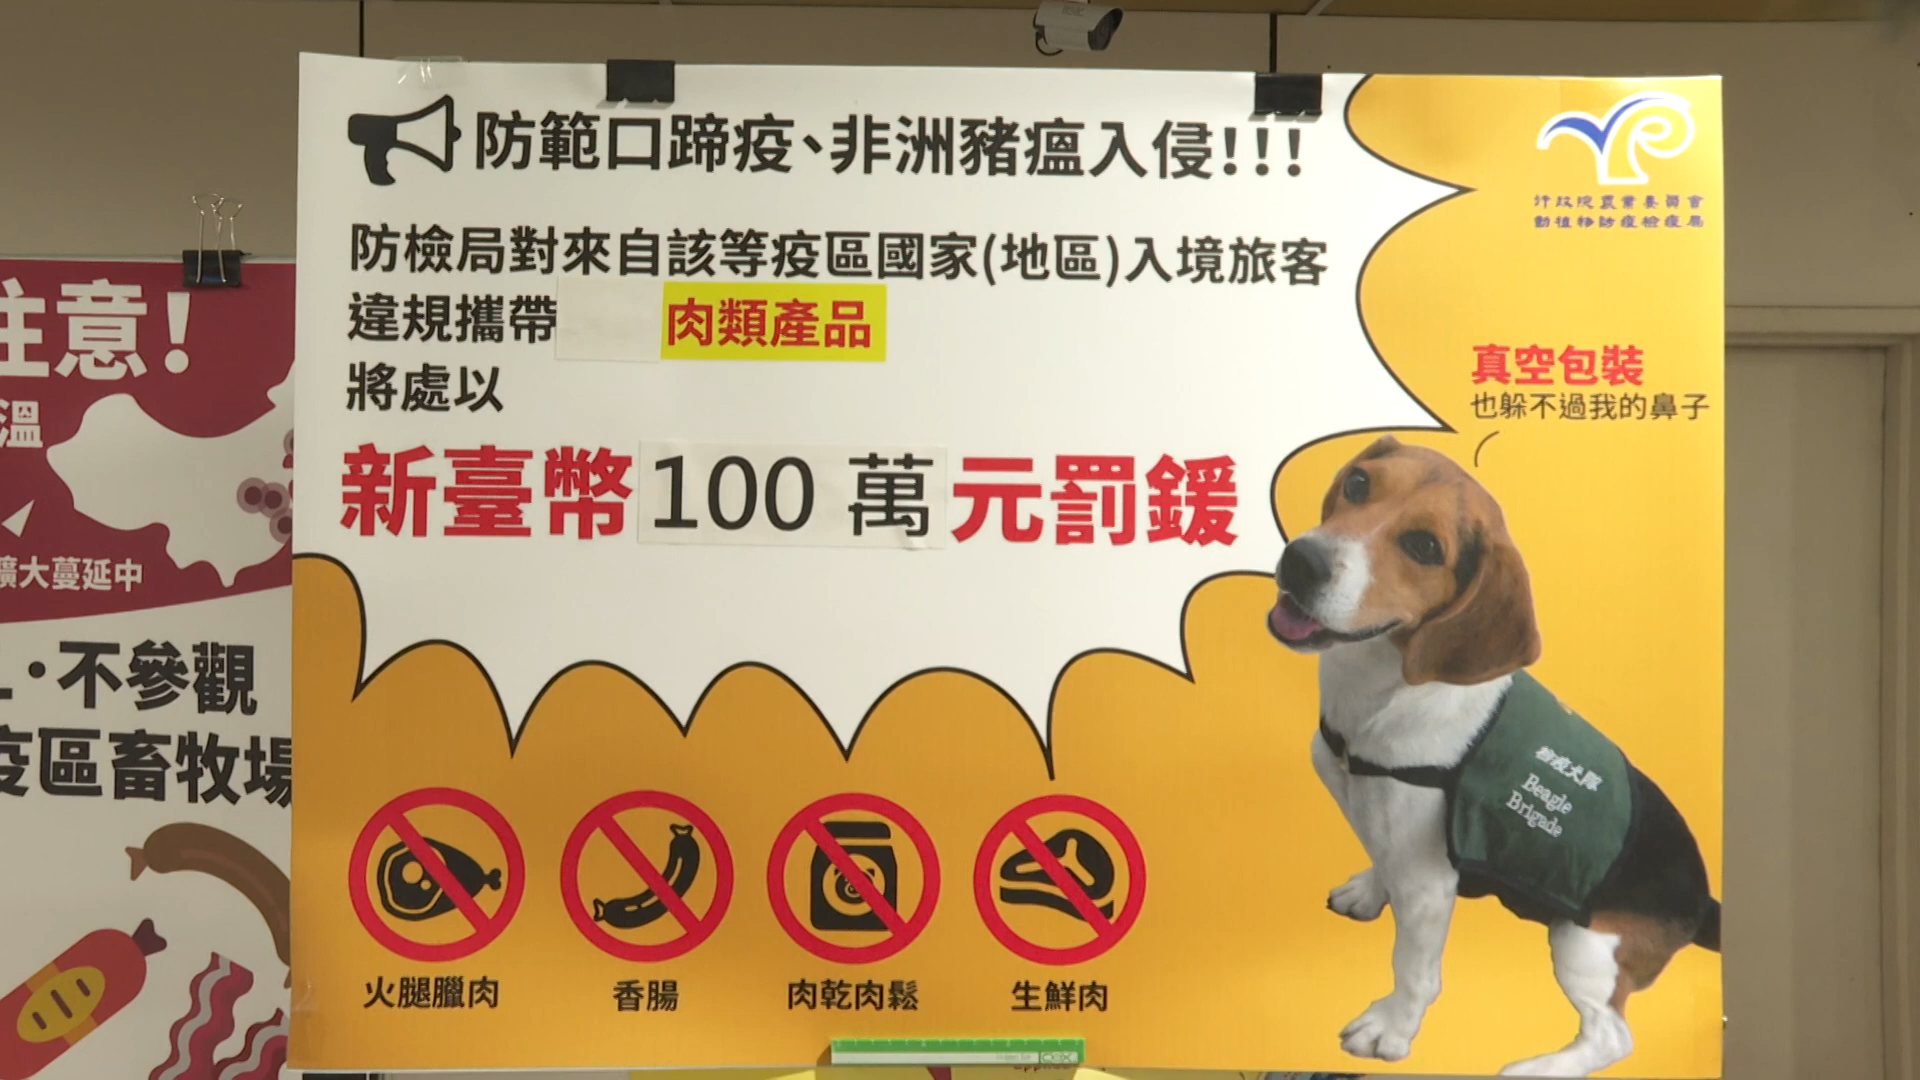 防範口蹄疫、非洲豬瘟入侵!!!
防檢局對來自該等疫區國家(地區)入境旅客
違規攜帶 肉類產品
將處以
新臺幣100 萬元罰鍰
行政院農業委員會
動植物防疫檢疫局
真空包裝
也躲不過我的鼻子
檢疫犬隊
Beagle
Brigade
火腿臘肉
香腸
肉乾肉鬆
生鮮肉
注意!
擴大蔓延中
·不參觀
疫區畜牧場